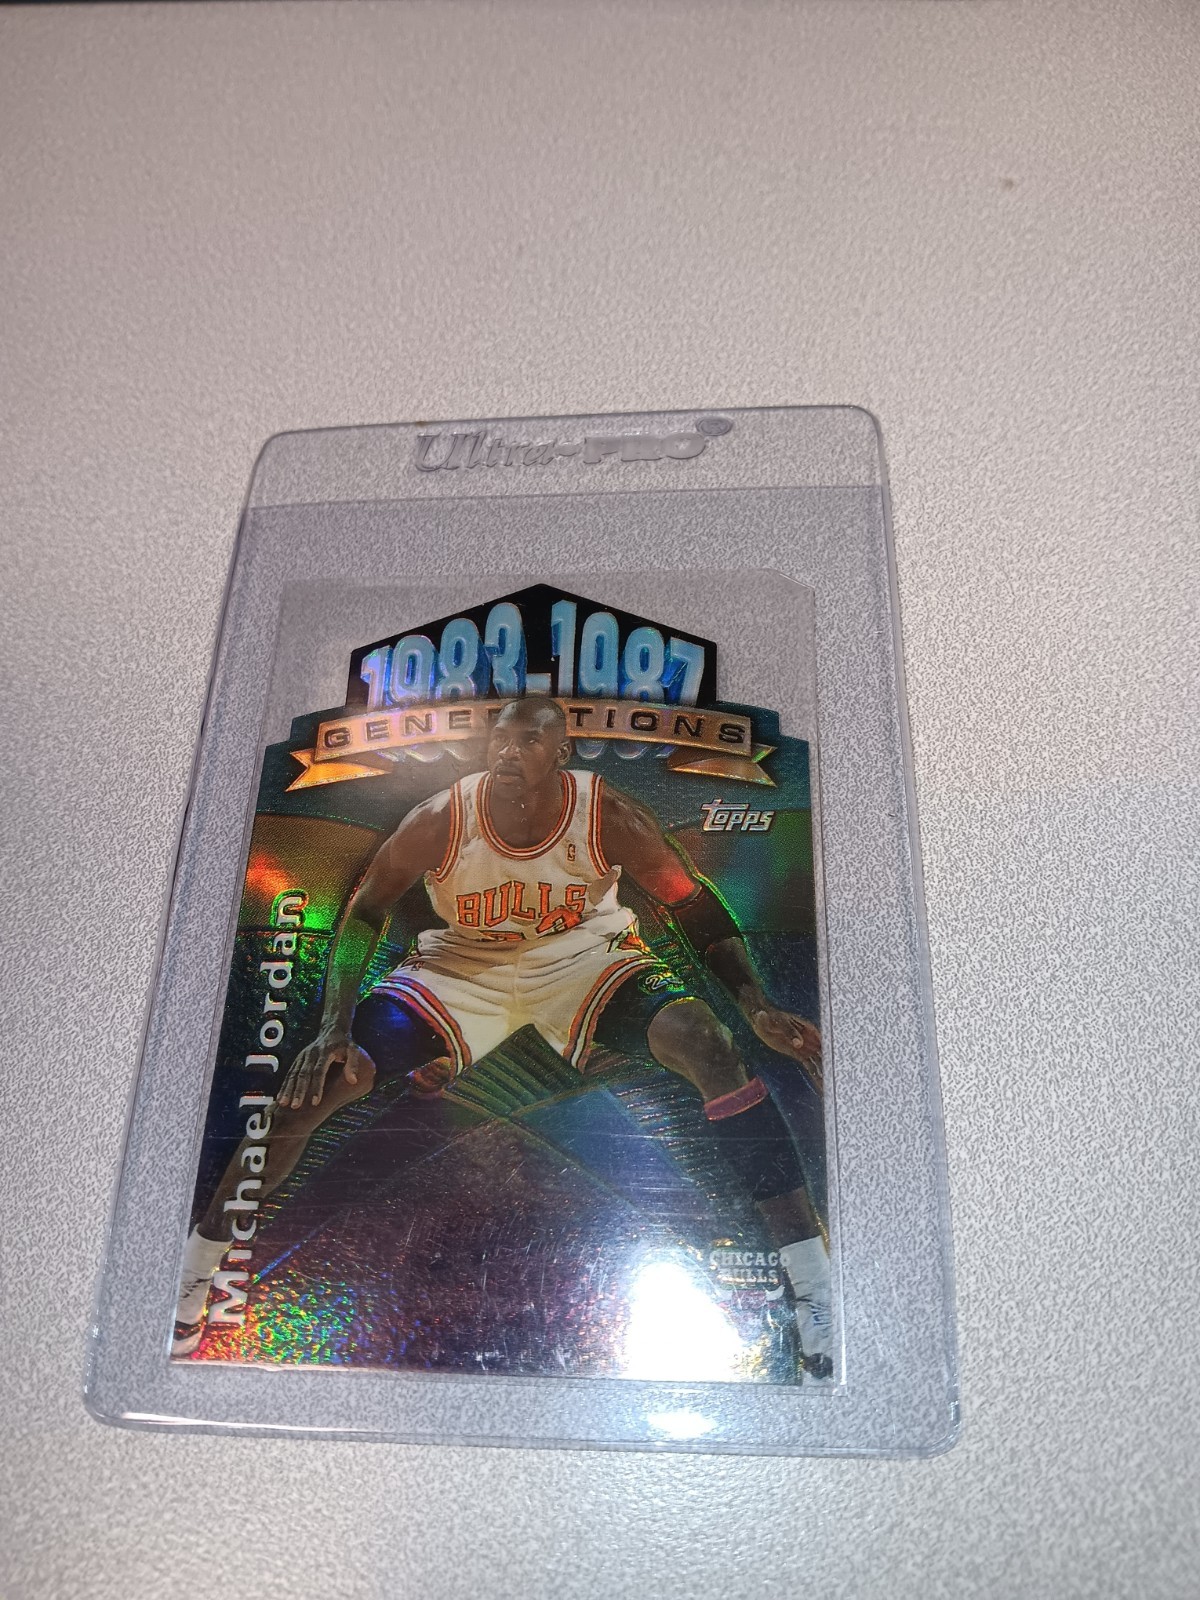 Ultra-PRO®
1983-1987
GENERATIONS
Topps
BULLS
Michael Jordan
CHICAGO
BULLS